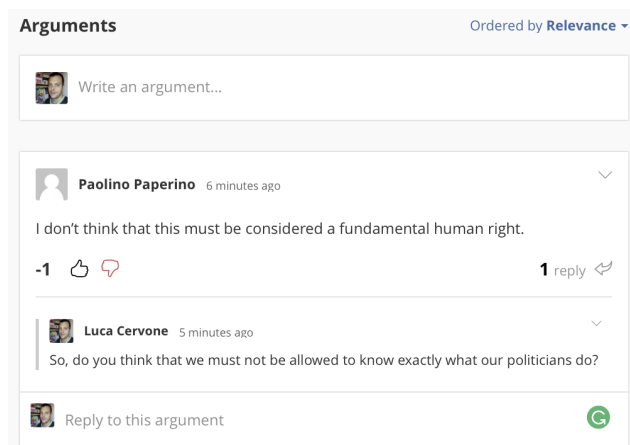 Arguments
Ordered by Relevance
Write an argument...
Paolino Paperino 6 minutes ago
I don't think that this must be considered a fundamental human right.
-1
1 reply
Luca Cervone 5 minutes ago
So, do you think that we must not be allowed to know exactly what our politicians do?
Reply to this argument